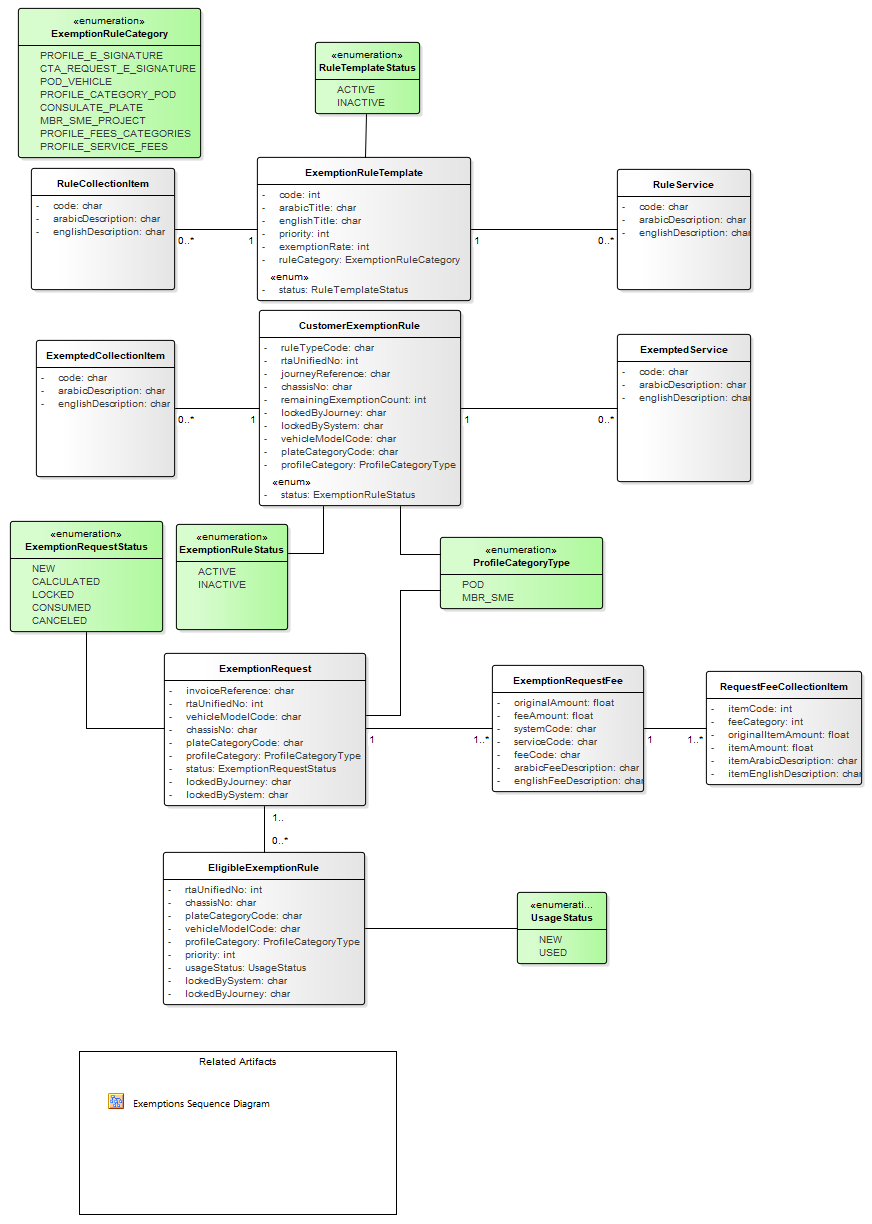 «enumeration»
ExemptionRuleCategory
PROFILE_E_SIGNATURE
CTA_REQUEST_E_SIGNATURE
POD_VEHICLE
PROFILE_CATEGORY_POD
CONSULATE_PLATE
MBR_SME_PROJECT
PROFILE_FEES_CATEGORIES
PROFILE_SERVICE_FEES
«enumeration»
RuleTemplateStatus
ACTIVE
INACTIVE
RuleCollectionItem
- code: char
- arabicDescription: char
- englishDescription: char
0..*
1
ExemptionRuleTemplate
- code: int
- arabicTitle: char
- englishTitle: char
- priority: int
- exemptionRate: int
- ruleCategory: ExemptionRuleCategory
«enum»
- status: RuleTemplateStatus
1
0..*
RuleService
- code: char
- arabicDescription: char
- englishDescription: char
ExemptedCollectionItem
- code: char
- arabicDescription: char
- englishDescription: char
0..*
1
CustomerExemptionRule
- ruleTypeCode: char
- rtaUnifiedNo: int
- journeyReference: char
- chassisNo: char
- remainingExemptionCount: int
- lockedByJourney: char
- lockedBySystem: char
- vehicleModelCode: char
- plateCategoryCode: char
- profileCategory: ProfileCategoryType
«enum»
- status: ExemptionRuleStatus
1
0..*
ExemptedService
- code: char
- arabicDescription: char
- englishDescription: char
«enumeration»
ExemptionRequestStatus
NEW
CALCULATED
LOCKED
CONSUMED
CANCELED
«enumeration»
ExemptionRuleStatus
ACTIVE
INACTIVE
«enumeration»
ProfileCategoryType
POD
MBR_SME
ExemptionRequest
- invoiceReference: char
- rtaUnifiedNo: int
- vehicleModelCode: char
- chassisNo: char
- plateCategoryCode: char
- profileCategory: ProfileCategoryType
- status: ExemptionRequestStatus
- lockedByJourney: char
- lockedBySystem: char
1
1..*
ExemptionRequestFee
- originalAmount: float
- feeAmount: float
- systemCode: char
- serviceCode: char
- feeCode: char
- arabicFeeDescription: char
- englishFeeDescription: char
1
1..*
RequestFeeCollectionItem
- itemCode: int
- feeCategory: int
- originalItemAmount: float
- itemAmount: float
- itemArabicDescription: char
- itemEnglishDescription: char
1..
0..*
EligibleExemptionRule
- rtaUnifiedNo: int
- chassisNo: char
- plateCategoryCode: char
- vehicleModelCode: char
- profileCategory: ProfileCategoryType
- priority: int
- usageStatus: UsageStatus
- lockedBySystem: char
- lockedByJourney: char
«enumerati...
UsageStatus
NEW
USED
Related Artifacts
Exemptions Sequence Diagram